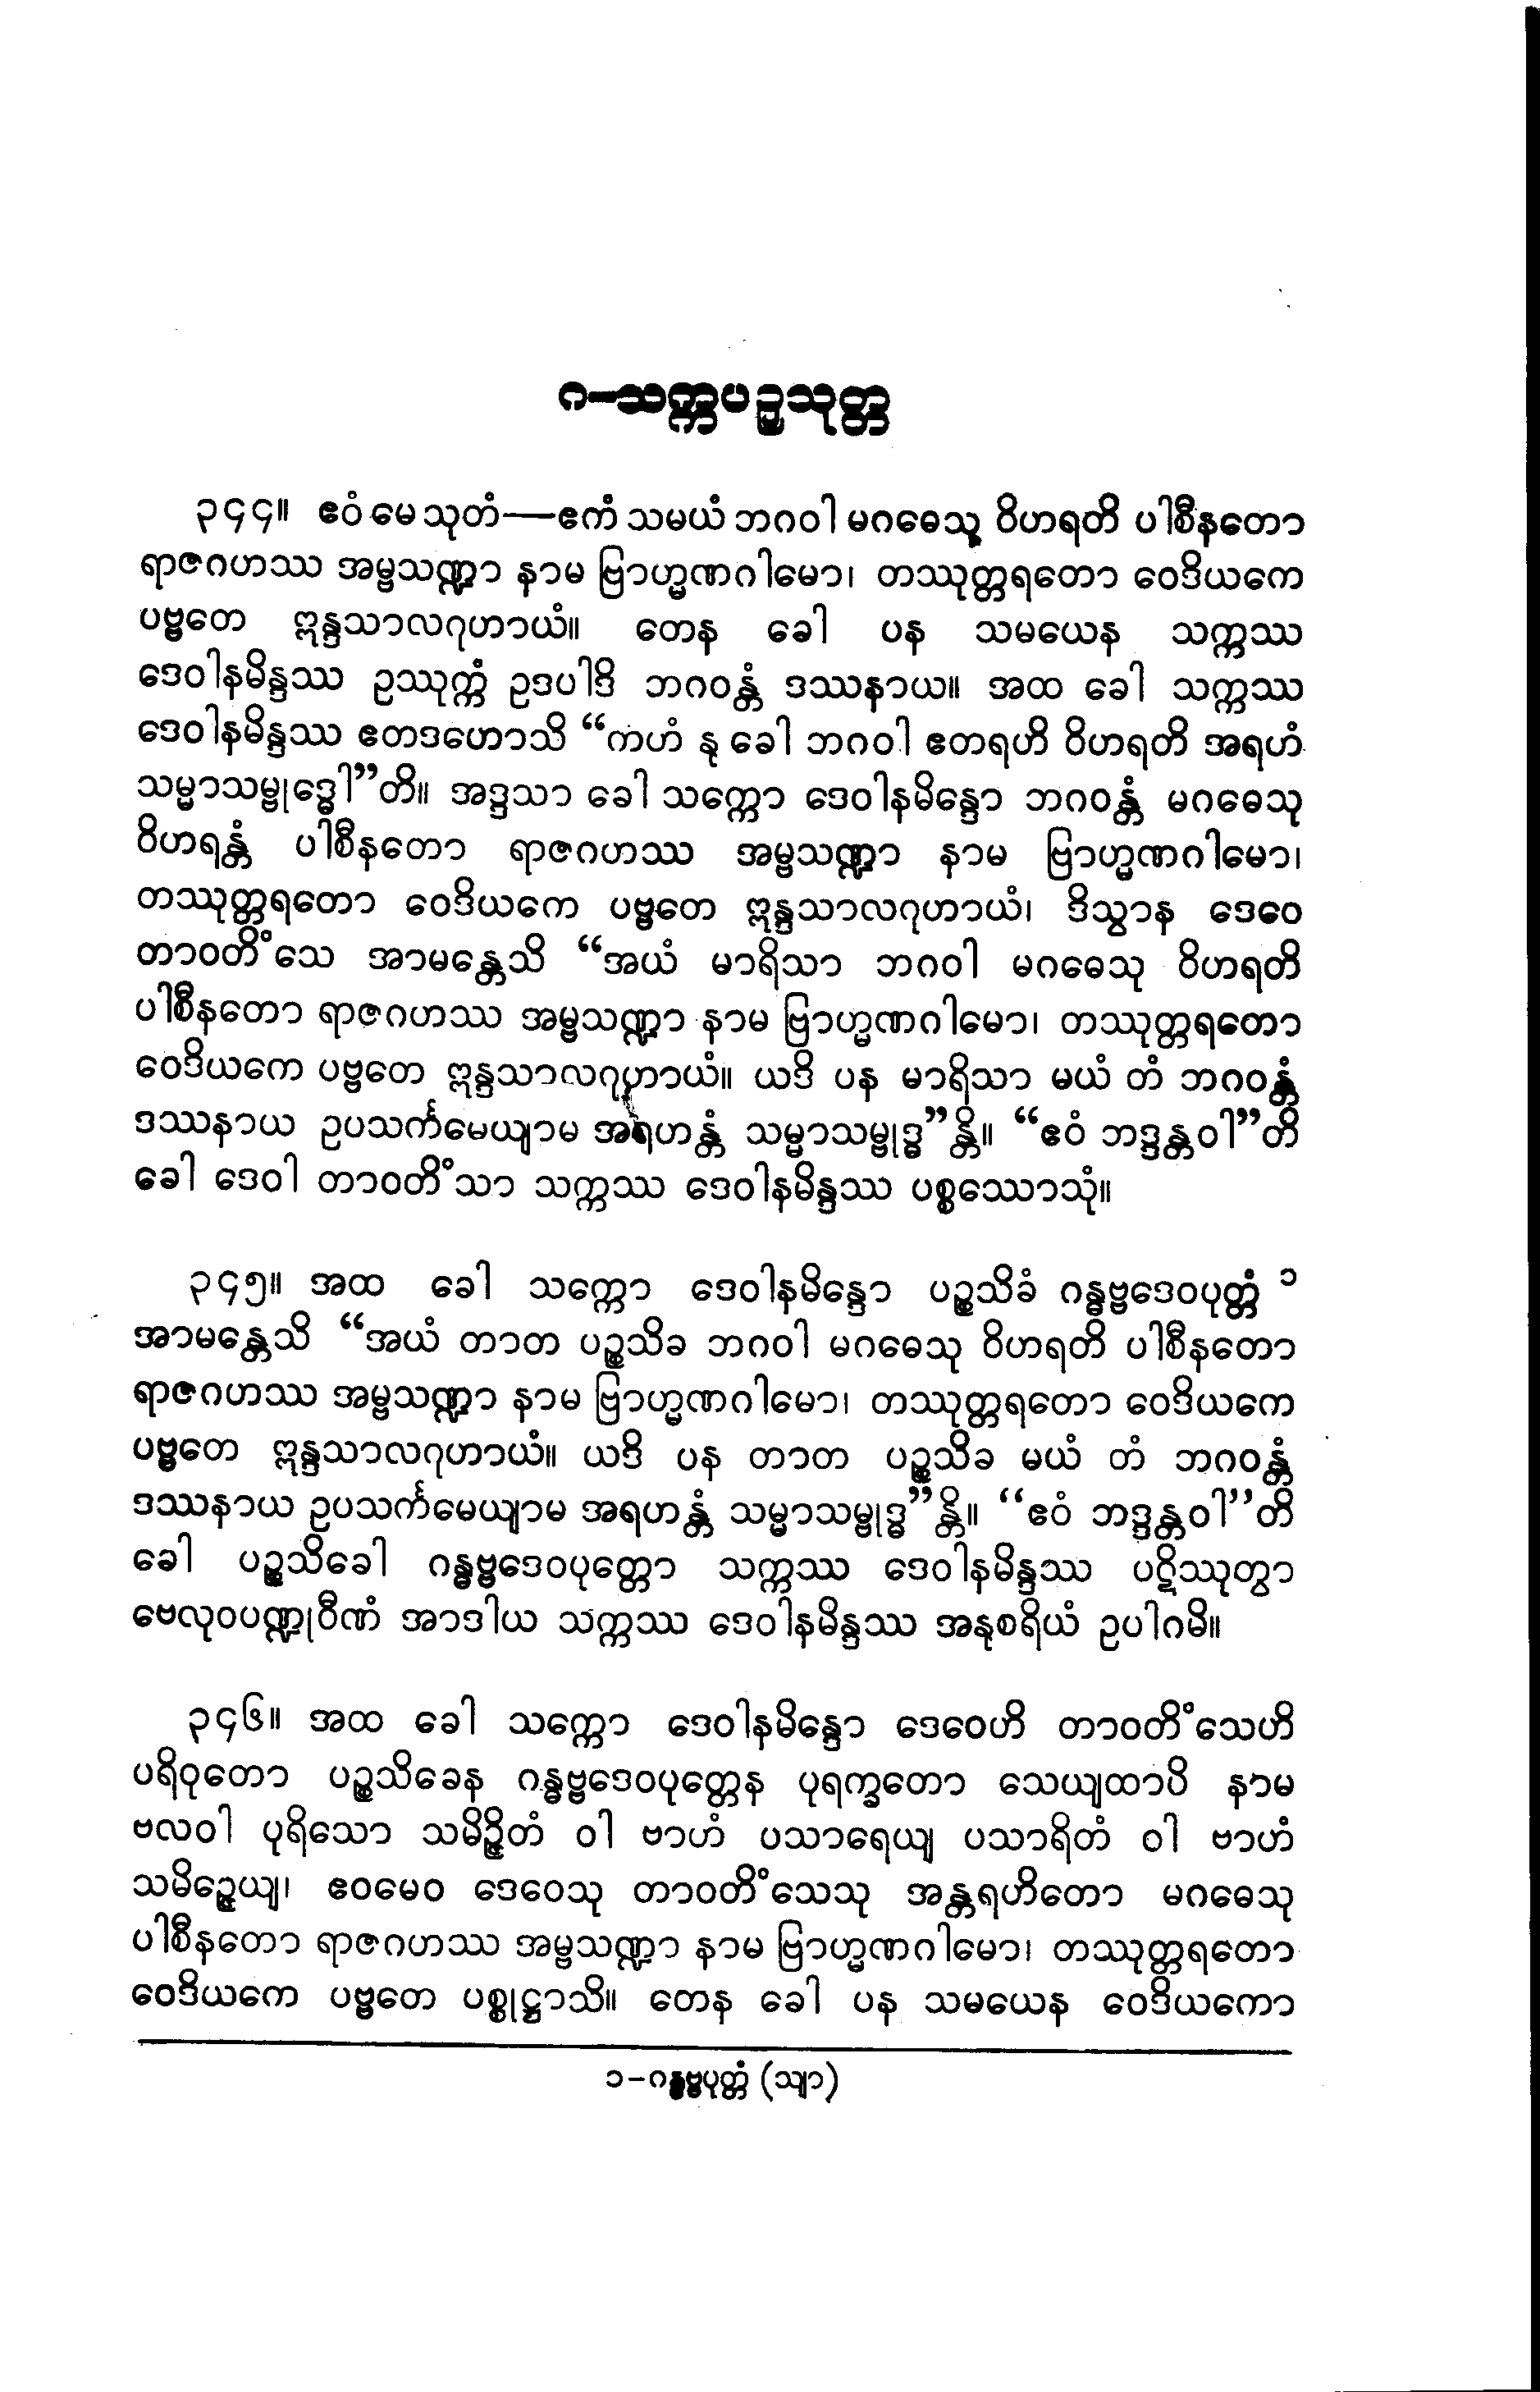 ၈-သက္ကပဉှသုတ္တ
၃၄၄။ ဧဝံ မေ သုတံ—ဧကံ သမယံ ဘဂဝါ မဂဓေသု ဝိဟရတိ ပါစီနတော
ရာဇဂဟဿ အမ္ဗသဏ္ဍာ နာမ ဗြာဟ္မဏဂါမော၊ တဿုတ္တရတော ဝေဒိယကေ
ပဗ္ဗတေ ဣန္ဒသာလဂုဟာယံ။ တေန ခေါ ပန သမယေန သက္ကဿ
ဒေဝါနမိန္ဒဿ ဥဿုက္ကံ ဥဒပါဒိ ဘဂဝန္တံ ဒဿနာယ။ အထ ခေါ သက္ကဿ
ဒေဝါနမိန္ဒဿ ဧတဒဟောသိ “ကဟံ နု ခေါ ဘဂဝါ ဧတရဟိ ဝိဟရတိ အရဟံ
သမ္မာသမ္ဗုဒ္ဓေါ”တိ။ အဒ္ဒသာ ခေါ သက္ကော ဒေဝါနမိန္ဒော ဘဂဝန္တံ မဂဓေသု
ဝိဟရန္တံ ပါစီနတော ရာဇဂဟဿ အမ္ဗသဏ္ဍာ နာမ ဗြာဟ္မဏဂါမော၊
တဿုတ္တရတော ဝေဒိယကေ ပဗ္ဗတေ ဣန္ဒသာလဂုဟာယံ၊ ဒိသွာန ဒေဝေ
တာဝတိံသေ အာမန္တေသိ “အယံ မာရိသာ ဘဂဝါ မဂဓေသု ဝိဟရတိ
ပါစီနတော ရာဇဂဟဿ အမ္ဗသဏ္ဍာ နာမ ဗြာဟ္မဏဂါမော၊ တဿုတ္တရတော
ဝေဒိယကေ ပဗ္ဗတေ ဣန္ဒသာလဂုဟာယံ။ ယဒိ ပန မာရိသာ မယံ တံ ဘဂဝန္တံ
ဒဿနာယ ဥပသင်္ကမေယျာမ အရဟန္တံ သမ္မာသမ္ဗုဒ္ဓ”န္တိ။ “ဧဝံ ဘဒ္ဒန္တဝါ”တိ
ခေါ ဒေဝါ တာဝတိံသာ သက္ကဿ ဒေဝါနမိန္ဒဿ ပစ္စဿောသုံ။
၃၄၅။ အထ ခေါ သက္ကော ဒေဝါနမိန္ဒော ပဉ္စသိခံ ဂန္ဓဗ္ဗဒေဝပုတ္တံ ၁
အာမန္တေသိ “အယံ တာတ ပဉ္စသိခ ဘဂဝါ မဂဓေသု ဝိဟရတိ ပါစီနတော
ရာဇဂဟဿ အမ္ဗသဏ္ဍာ နာမ ဗြာဟ္မဏဂါမော၊ တဿုတ္တရတော ဝေဒိယကေ
ပဗ္ဗတေ ဣန္ဒသာလဂုဟာယံ။ ယဒိ ပန တာတ ပဉ္စသိခ မယံ တံ ဘဂဝန္တံ
ဒဿနာယ ဥပသင်္ကမေယျာမ အရဟန္တံ သမ္မာသမ္ဗုဒ္ဓ”န္တိ။ “ဧဝံ ဘဒ္ဒန္တဝါ”တိ
ခေါ ပဉ္စသိခေါ ဂန္ဓဗ္ဗဒေဝပုတ္တော သက္ကဿ ဒေဝါနမိန္ဒဿ ပဋိဿုတွာ
ဗေလုဝပဏ္ဍုဝီဏံ အာဒါယ သက္ကဿ ဒေဝါနမိန္ဒဿ အနုစရိယံ ဥပါဂမိ။
၃၄၆။ အထ ခေါ သက္ကော ဒေဝါနမိန္ဒော ဒေဝေဟိ တာဝတိံသေဟိ
ပရိဝုတော ပဉ္စသိခေန ဂန္ဓဗ္ဗဒေဝပုတ္တေန ပုရက္ခတော သေယျထာပိ နာမ
ဗလဝါ ပုရိသော သမိဉ္ဇိတံ ဝါ ဗာဟံ ပသာရေယျ ပသာရိတံ ဝါ ဗာဟံ
သမိဉ္ဇေယျ၊ ဧဝမေဝ ဒေဝေသု တာဝတိံသေသု အန္တရဟိတော မဂဓေသု
ပါစီနတော ရာဇဂဟဿ အမ္ဗသဏ္ဍာ နာမ ဗြာဟ္မဏဂါမော၊ တဿုတ္တရတော
ဝေဒိယကေ ပဗ္ဗတေ ပစ္စုဋ္ဌာသိ။ တေန ခေါ ပန သမယေန ဝေဒိယကော
၁-ဂန္ဓဗ္ဗပုတ္တံ (သျာ)